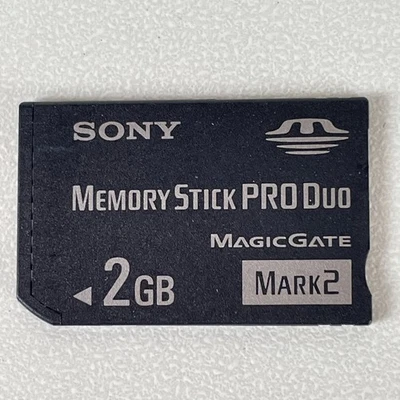 SONY
MEMORY STICK PRO DUO
MAGICGATE
2GB
MARK2